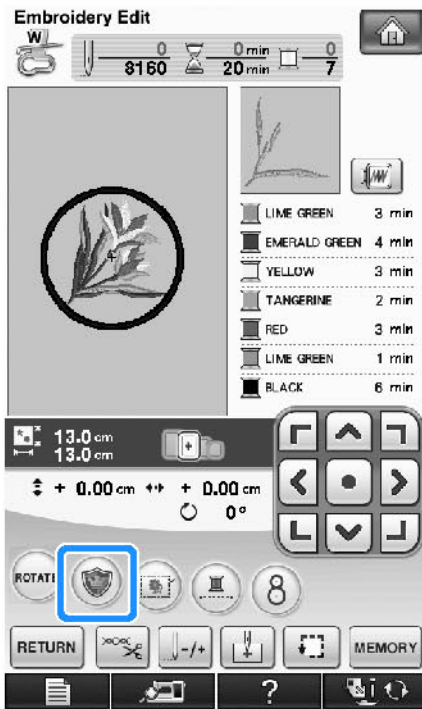 Embroidery Edit
W
0 0 min 0
8160 20 min 7
LIME GREEN 3 min
EMERALD GREEN 4 min
YELLOW 3 min
TANGERINE 2 min
RED 3 min
LIME GREEN 1 min
BLACK 6 min
13.0 cm
13.0 cm
+ 0.00 cm + 0.00 cm
0°
ROTATE
8
RETURN -/+ MEMORY
?